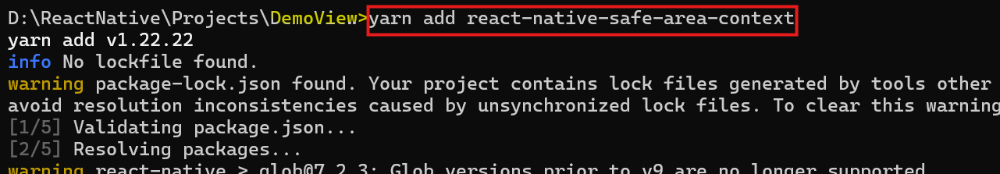 D:\ReactNative\Projects\DemoView>yarn add react-native-safe-area-context
yarn add v1.22.22
info No lockfile found.
warning package-lock.json found. Your project contains lock files generated by tools other
avoid resolution inconsistencies caused by unsynchronized lock files. To clear this warning
[1/5] Validating package.json...
[2/5] Resolving packages...
warning react-native > glob@7.2.3: Glob versions prior to v9 are no longer supported